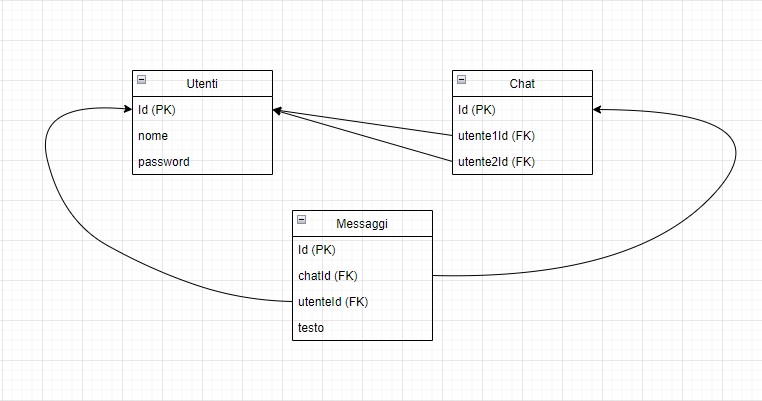 Utenti
Id (PK)
nome
password
Chat
Id (PK)
utente1Id (FK)
utente2Id (FK)
Messaggi
Id (PK)
chatId (FK)
utenteId (FK)
testo